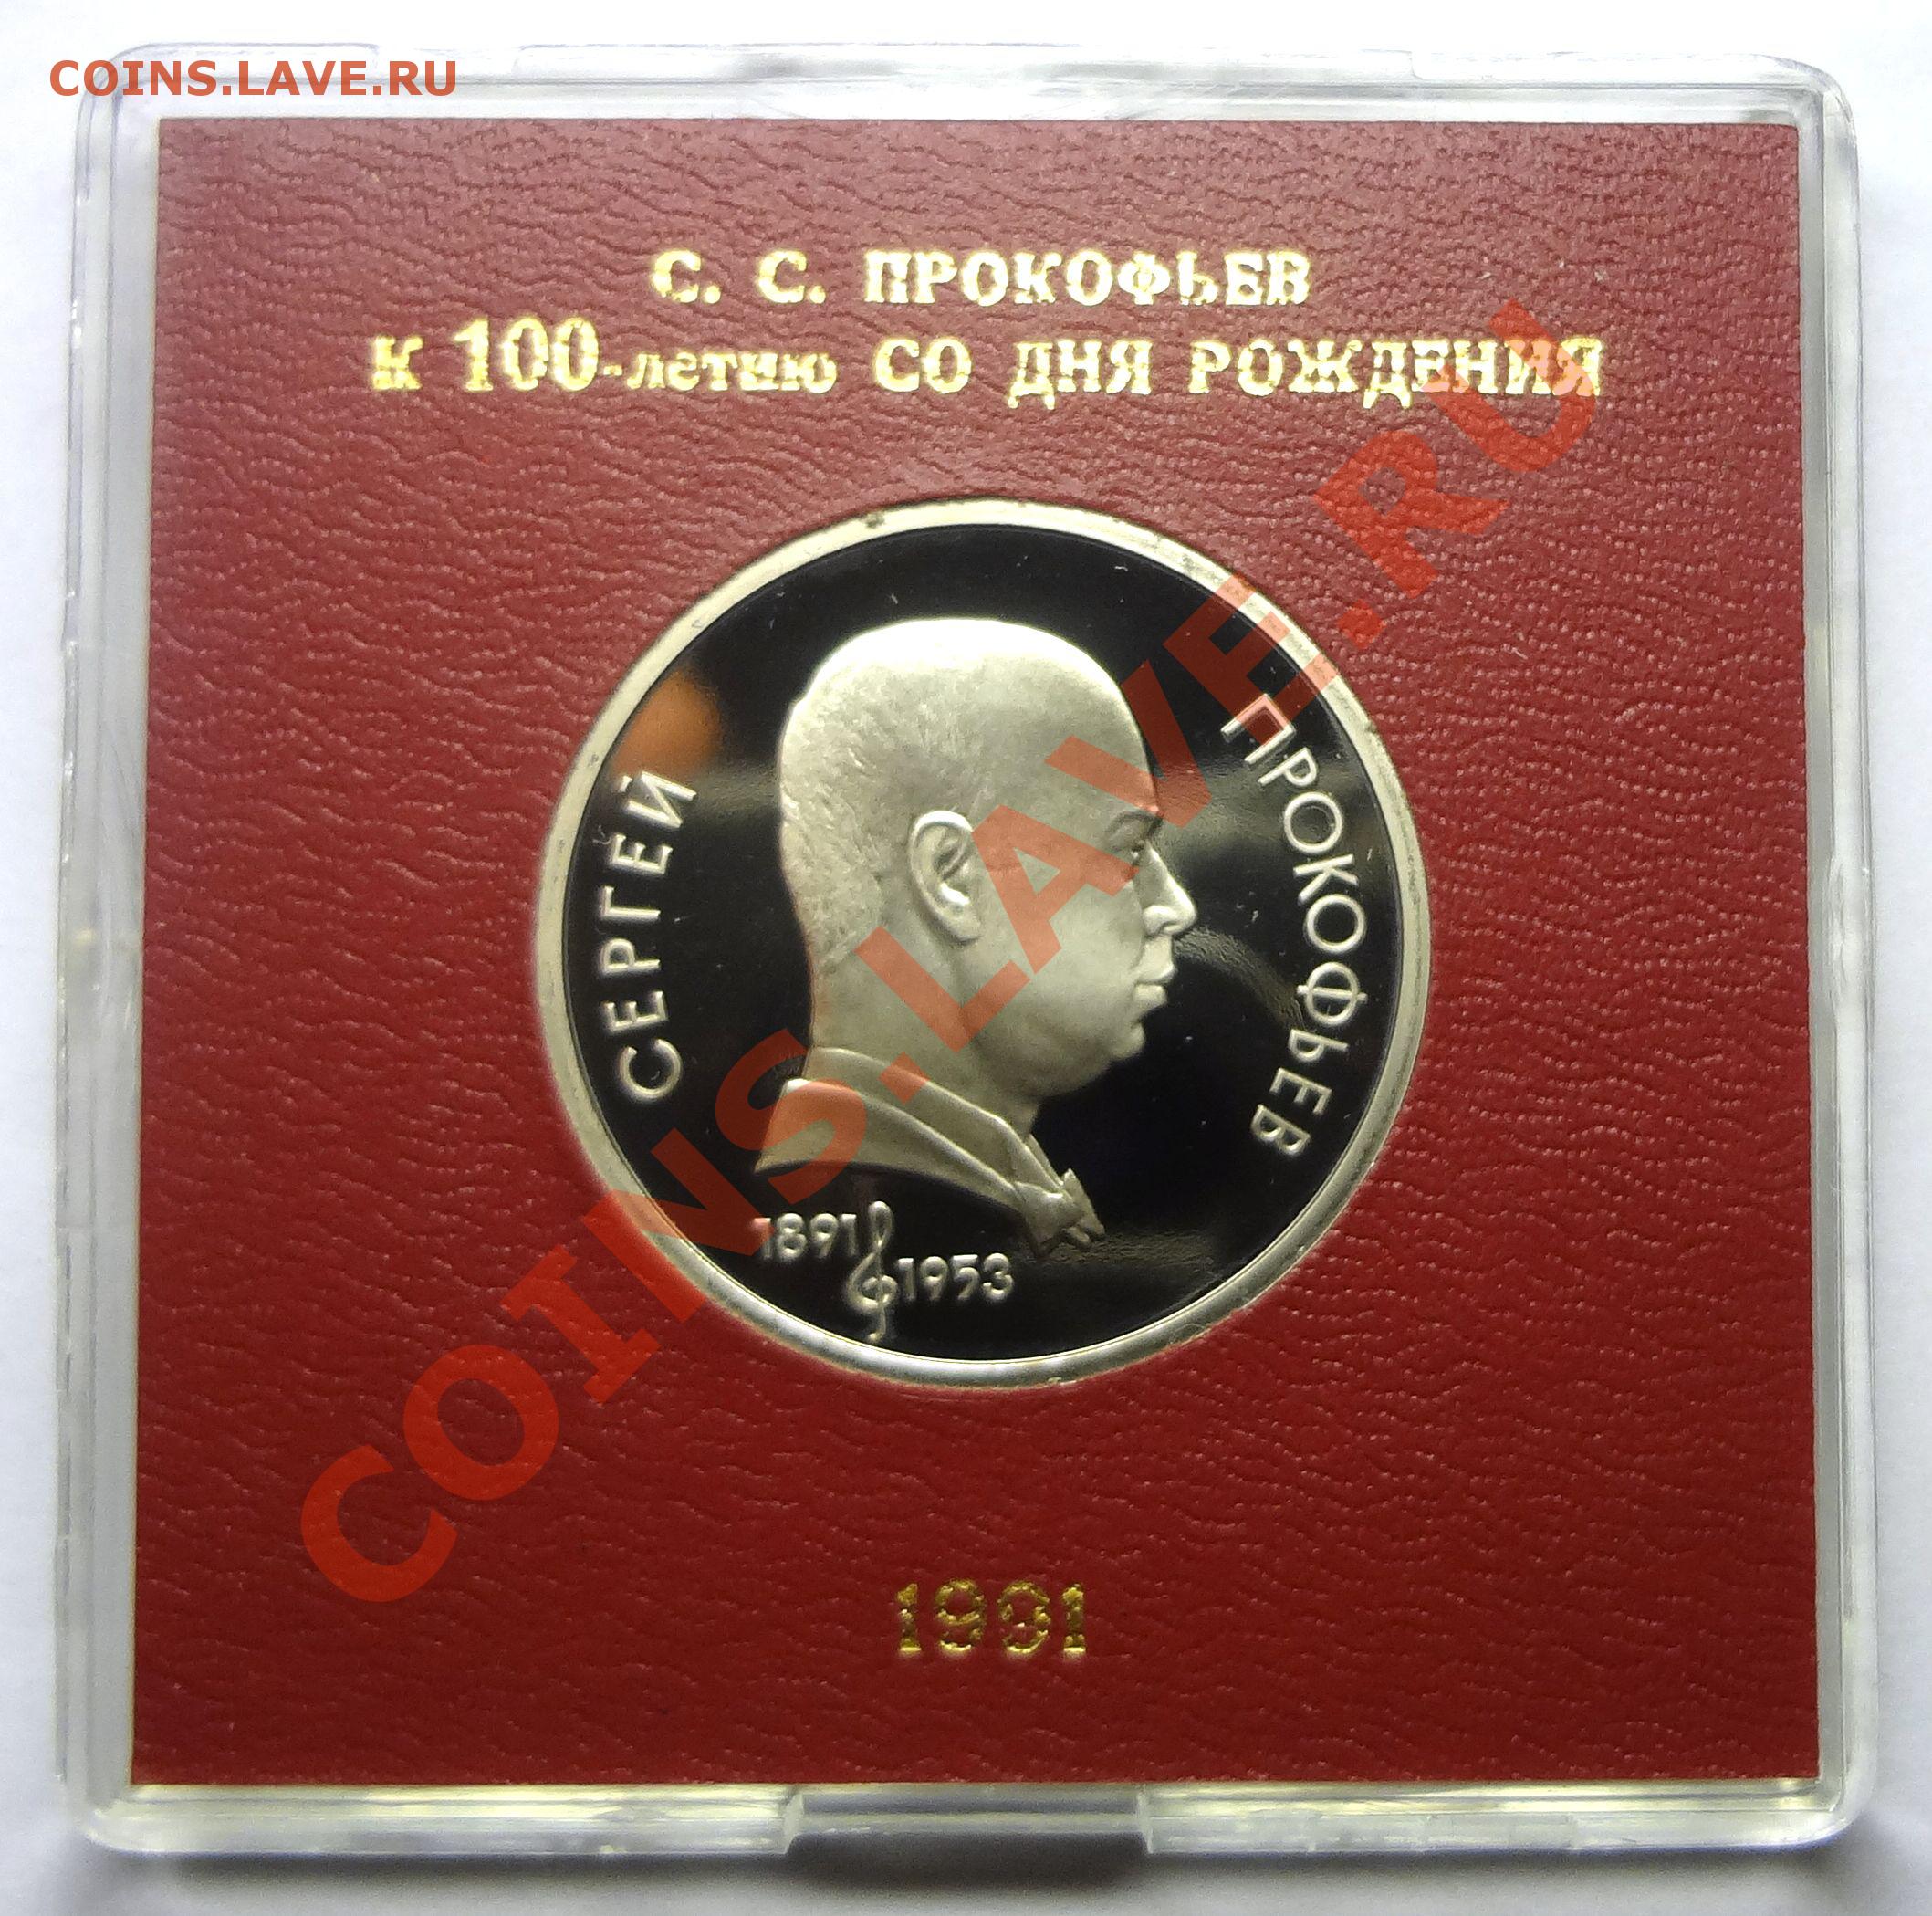 COINS.LAVE.RU
С. С. ПРОКОФЬЕВ
К 100-летию СО ДНЯ РОЖДЕНИЯ
СЕРГЕЙ
ПРОКОФЬЕВ
1891 1953
COINS.LAVE.RU
1991